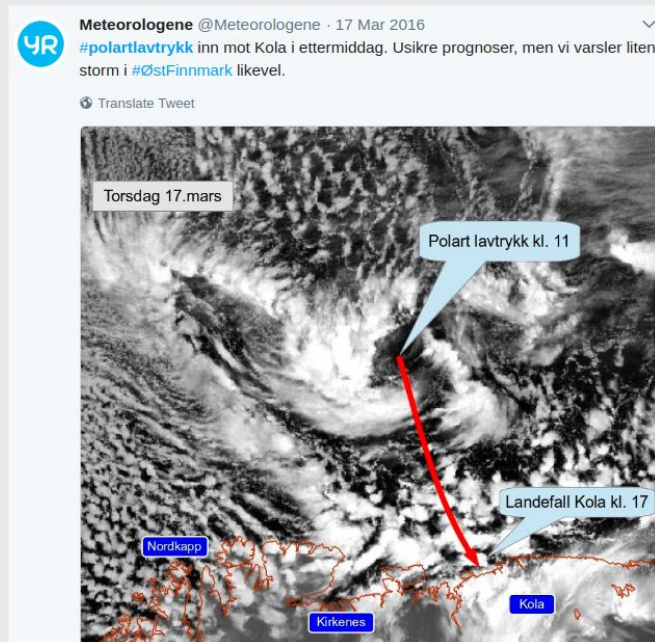 YR
Meteorologene @Meteorologene · 17 Mar 2016
#polartlavtrykk inn mot Kola i ettermiddag. Usikre prognoser, men vi varsler liten
storm i #ØstFinnmark likevel.
Translate Tweet
Torsdag 17.mars
Polart lavtrykk kl. 11
Landefall Kola kl. 17
Nordkapp
Kola
Kirkenes